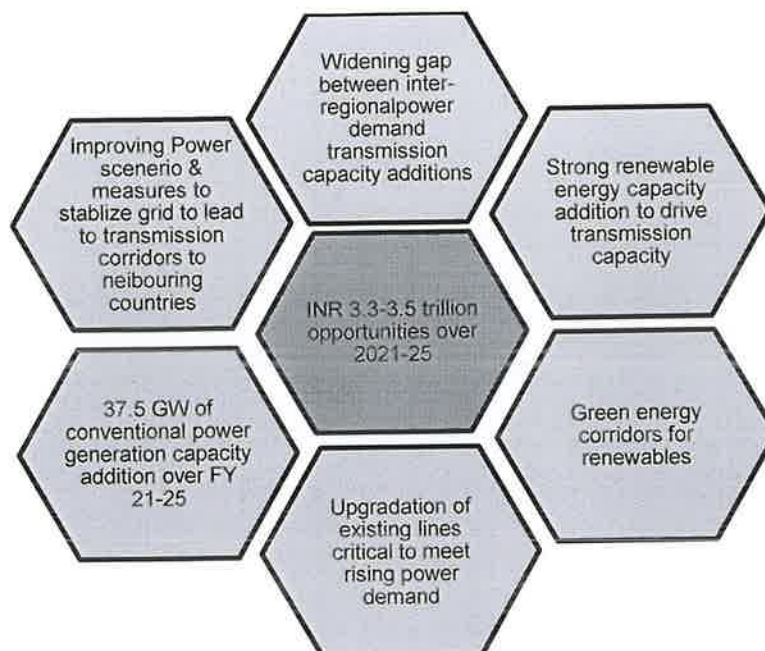 Widening gap
between inter-
regionalpower
demand
transmission
capacity additions
Improving Power
scenerio &
measures to
stablize grid to lead
to transmission
corridors to
neibouring
countries
Strong renewable
energy capacity
addition to drive
transmission
capacity
INR 3.3-3.5 trillion
opportunities over
2021-25
37.5 GW of
conventional power
generation capacity
addition over FY
21-25
Green energy
corridors for
renewables
Upgradation of
existing lines
critical to meet
rising power
demand